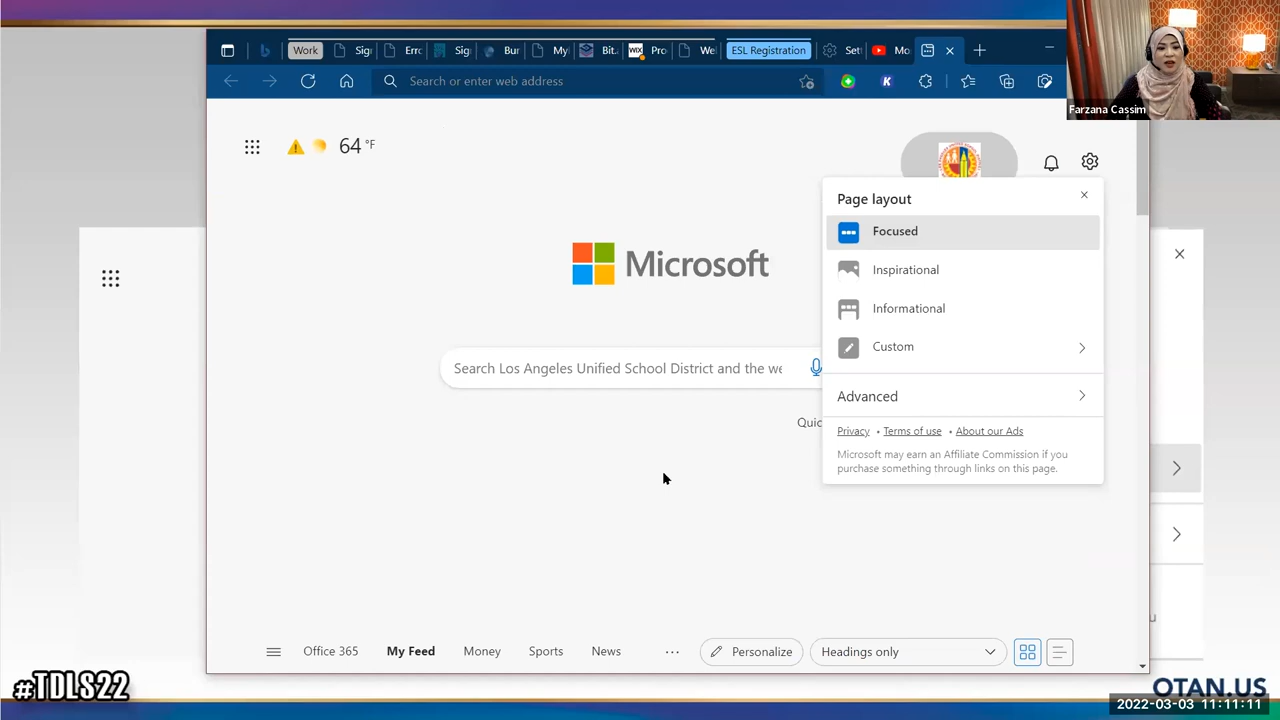 Work
Sig
Erro
Sig
Bur
My
Bit.
WIX
Pro
We
ESL Registration
Sett
Mo
Search or enter web address
K
Farzana Cassim
64 °F
Page layout
Focused
Inspirational
Informational
Custom
Advanced
Privacy • Terms of use • About our Ads
Microsoft may earn an Affiliate Commission if you
purchase something through links on this page.
Microsoft
Search Los Angeles Unified School District and the we
Quic
Office 365
My Feed
Money
Sports
News
...
Personalize
Headings only
#TDLS22
OTAN.US
2022-03-03 11:11:11